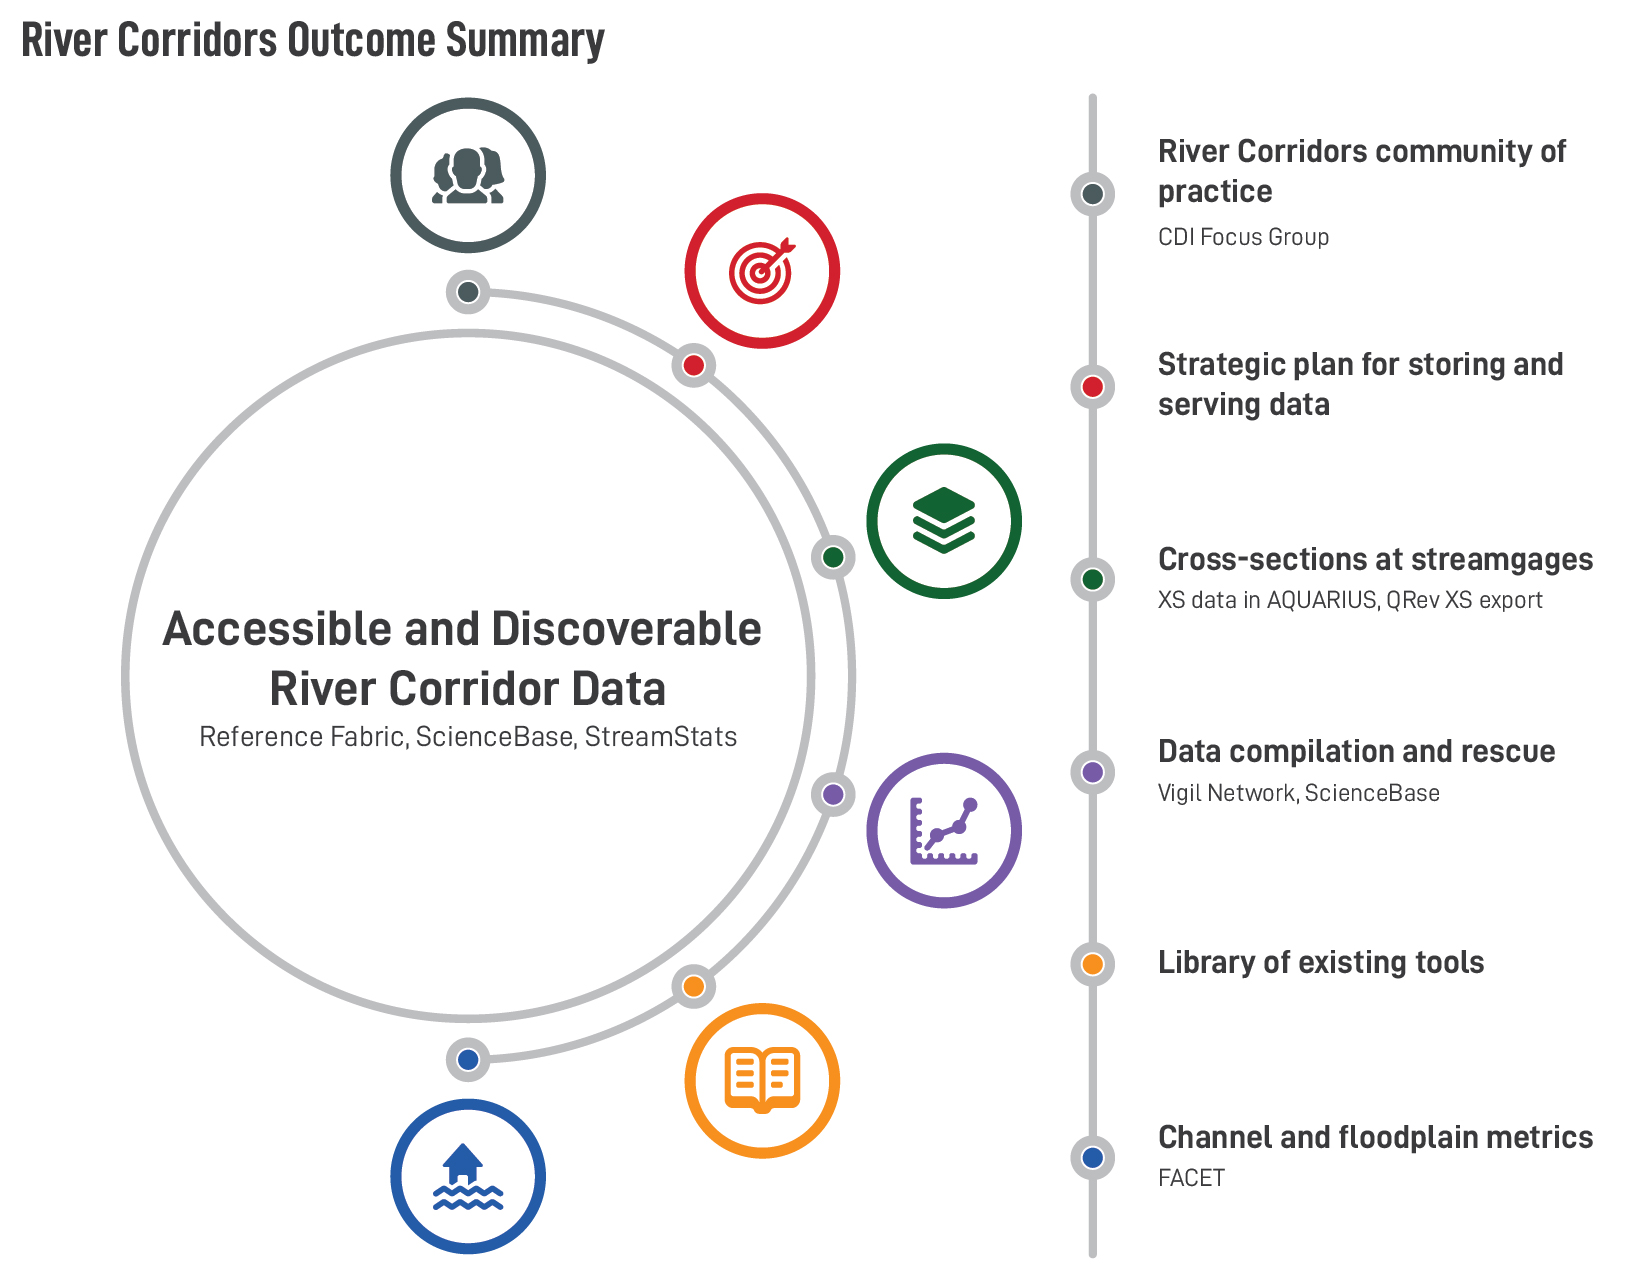 River Corridors Outcome Summary
Accessible and Discoverable
River Corridor Data
Reference Fabric, ScienceBase, StreamStats
River Corridors community of
practice
CDI Focus Group
Strategic plan for storing and
serving data
Cross-sections at streamgages
XS data in AQUARIUS, QRev XS export
Data compilation and rescue
Vigil Network, ScienceBase
Library of existing tools
Channel and floodplain metrics
FACET